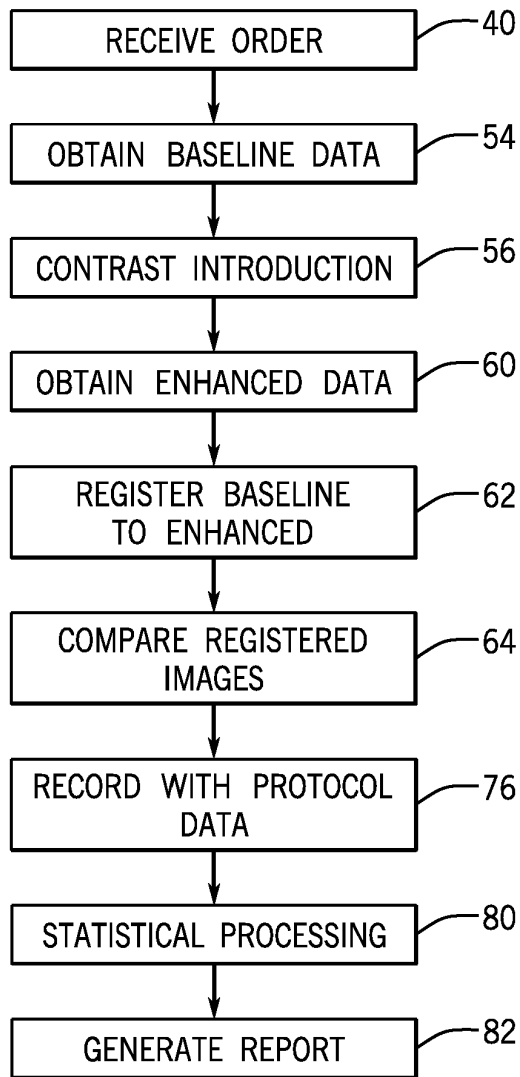 RECEIVE ORDER 40
OBTAIN BASELINE DATA 54
CONTRAST INTRODUCTION 56
OBTAIN ENHANCED DATA 60
REGISTER BASELINE
TO ENHANCED 62
COMPARE REGISTERED
IMAGES 64
RECORD WITH PROTOCOL
DATA 76
STATISTICAL PROCESSING 80
GENERATE REPORT 82